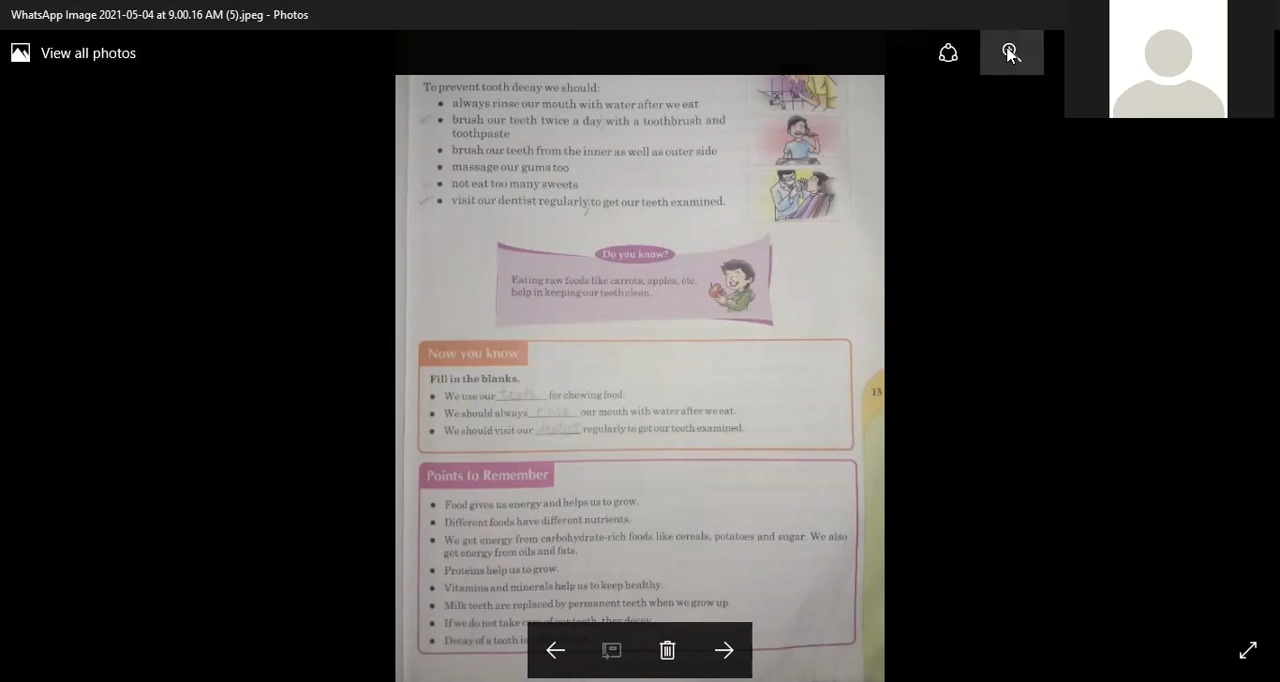 WhatsApp Image 2021-05-04 at 9.00.16 AM (5).jpeg - Photos
View all photos
To prevent tooth decay we should:
• always rinse our mouth with water after we eat
• brush our teeth twice a day with a toothbrush and
toothpaste
• brush our teeth from the inner as well as outer side
• massage our gums too
• not eat too many sweets
• visit our dentist regularly to get our teeth examined.
Do you know?
Eating raw foods like carrots, apples, etc.
help in keeping our teeth clean.
Now you know
Fill in the blanks.
• We use our teeth for chewing food.
• We should always rinse our mouth with water after we eat.
• We should visit our dentist regularly to get our teeth examined.
13
Points to Remember
• Food gives us energy and helps us to grow.
• Different foods have different nutrients.
• We get energy from carbohydrate-rich foods like cereals, potatoes and sugar. We also
get energy from oils and fats.
• Proteins help us to grow.
• Vitamins and minerals help us to keep healthy.
• Milk teeth are replaced by permanent teeth when we grow up.
• If we do not take care of our teeth, they decay.
• Decay of a tooth is